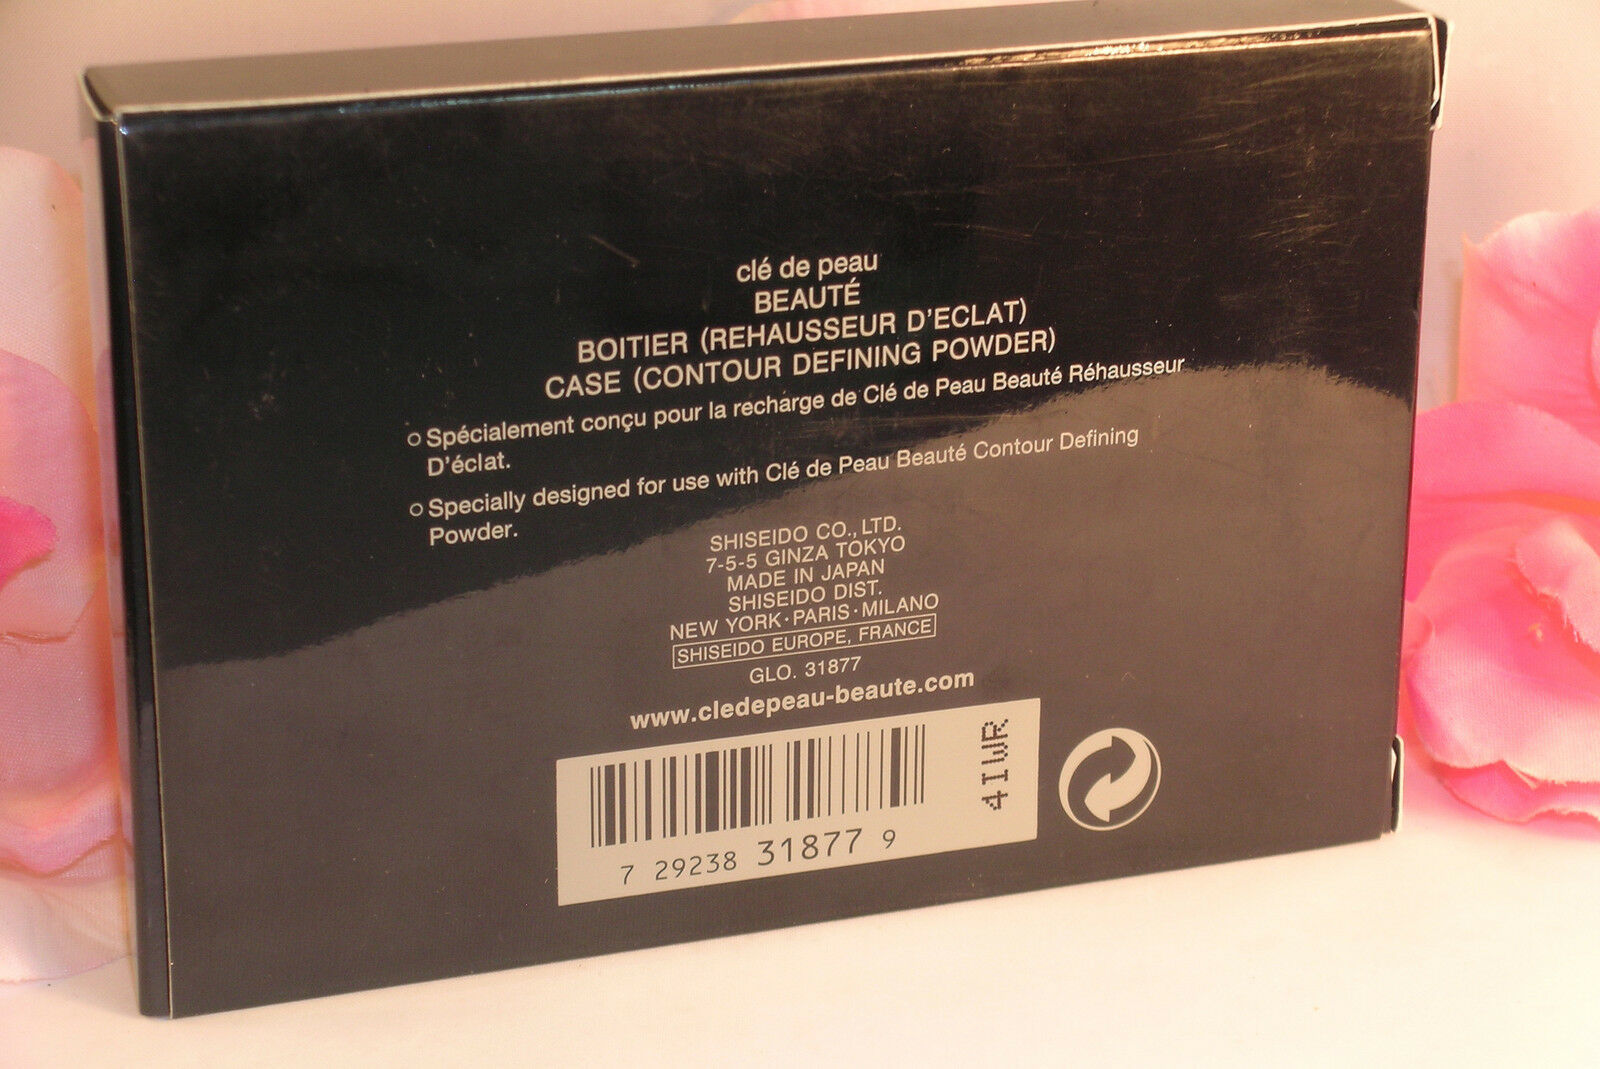 clé de peau
BEAUTÉ
BOITIER (REHAUSSEUR D'ECLAT)
CASE (CONTOUR DEFINING POWDER)
○ Spécialement conçu pour la recharge de Clé de Peau Beauté Réhausseur
D'éclat.
○ Specially designed for use with Clé de Peau Beauté Contour Defining
Powder.
SHISEIDO CO., LTD.
7-5-5 GINZA TOKYO
MADE IN JAPAN
SHISEIDO DIST.
NEW YORK·PARIS·MILANO
SHISEIDO EUROPE, FRANCE
GLO. 31877
www.cledepeau-beaute.com
7 29238 31877 9
4IWR